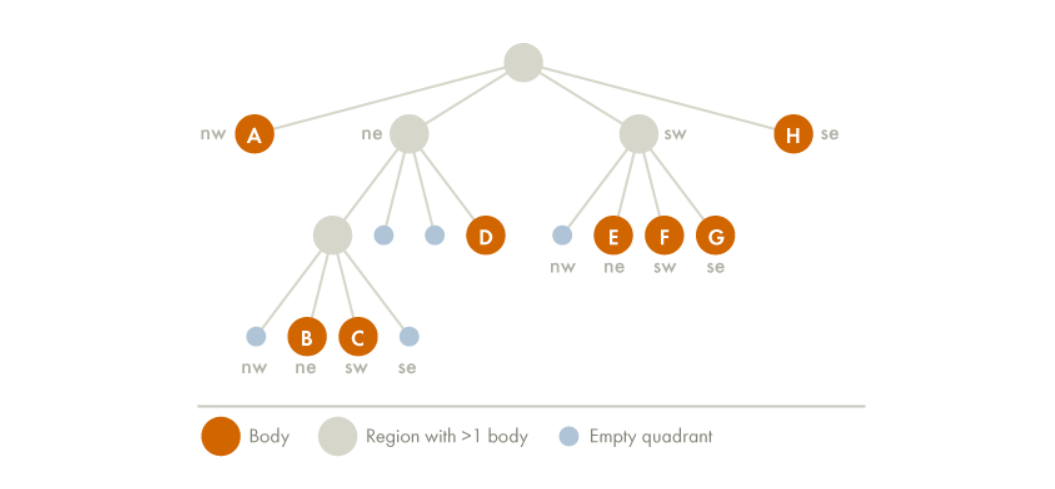 nw A ne sw H se
D E F G
nw ne sw se
B C
nw ne sw se
Body Region with >1 body Empty quadrant